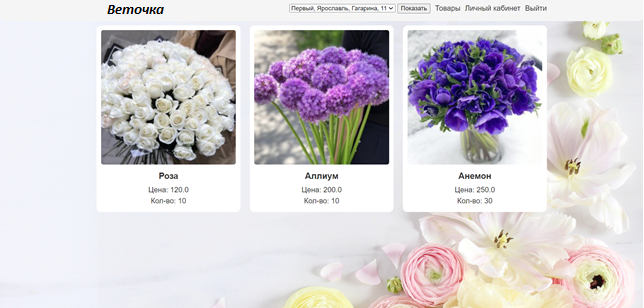 Веточка
Первый, Ярославль, Гагарина, 11 Показать Товары Личный кабинет Выйти
Роза
Цена: 120.0
Кол-во: 10
Аллиум
Цена: 200.0
Кол-во: 10
Анемон
Цена: 250.0
Кол-во: 30